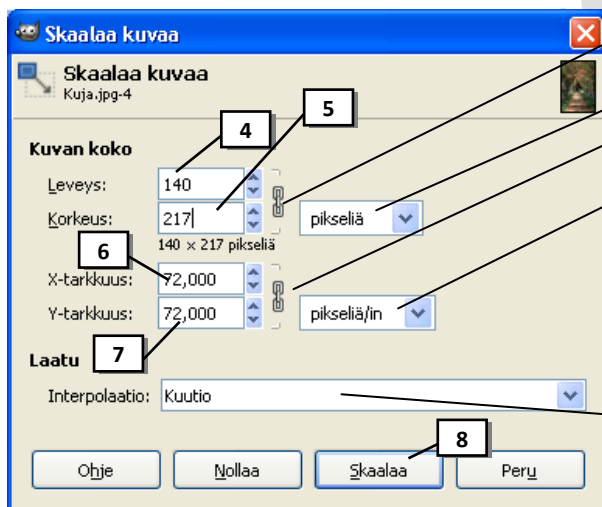 Skaalaa kuvaa
Skaalaa kuvaa
Kuja.jpg-4
4
5
Kuvan koko
Leveys: 140
Korkeus: 217 pikseliä
140 × 217 pikseliä
6
X-tarkkuus: 72,000
Y-tarkkuus: 72,000 pikseliä/in
7
Laatu
Interpolaatio: Kuutio
8
Ohje Nollaa Skaalaa Peru